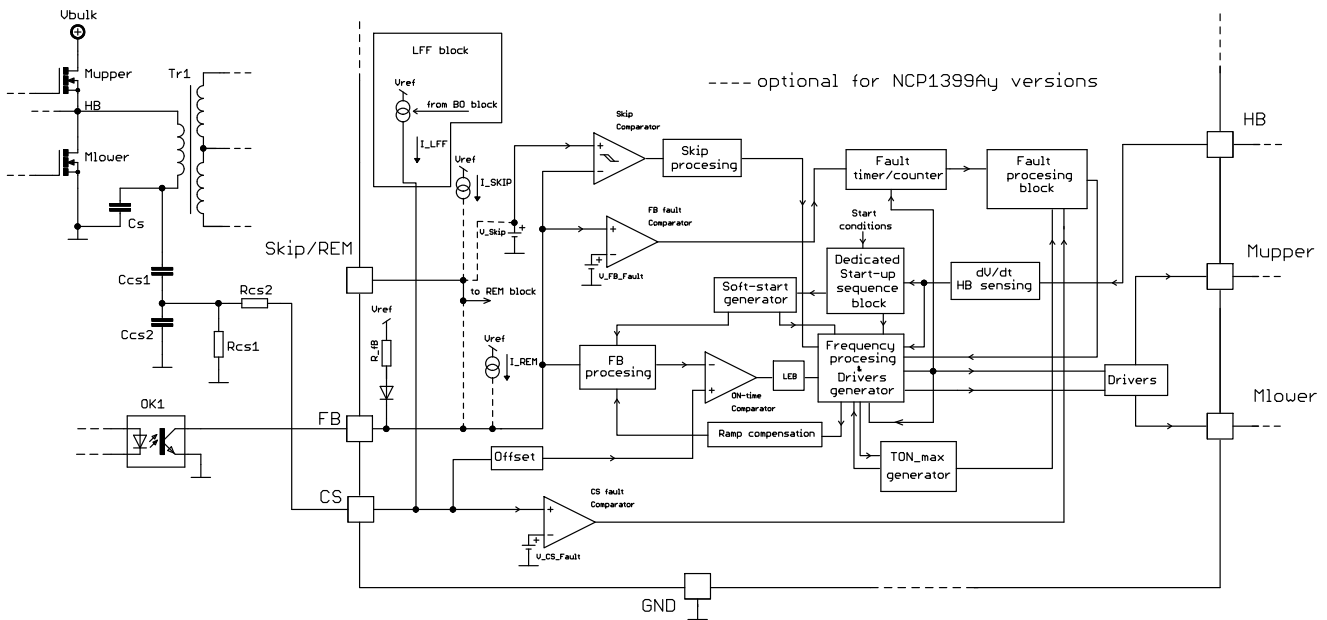 Vbulk
Mupper
Tr1
HB
Mlower
Cs
Ccs1
Rcs2
Ccs2
Rcs1
OK1
LFF block
Vref
from BO block
I_LFF
Vref
I_SKIP
---- optional for NCP1399Ay versions
Skip
Comparator
Skip
procesing
V_Skip
FB fault
Comparator
V_FB_Fault
Fault
timer/counter
Fault
procesing
block
Start
conditions
Dedicated
Start-up
sequence
block
dV/dt
HB sensing
HB
Mupper
Mlower
Skip/REM
to REM block
Soft-start
generator
Vref
R_fB
Vref
I_REM
FB
procesing
ON-time
Comparator
LEB
Frequency
procesing
&
Drivers
generator
Drivers
FB
Ramp compensation
Offset
TON_max
generator
CS
CS fault
Comparator
V_CS_Fault
GND